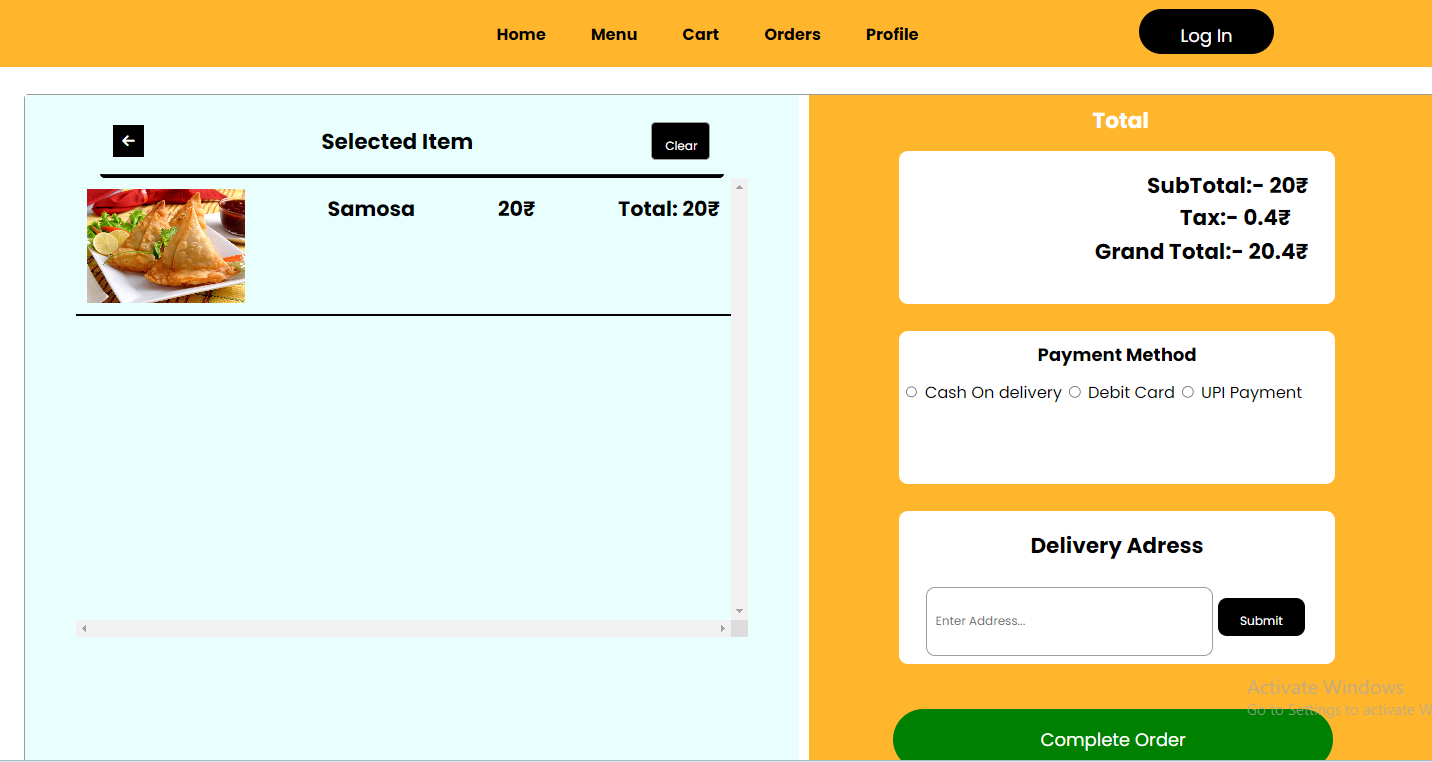 Home Menu Cart Orders Profile Log In
Selected Item
Clear
Samosa 20₹ Total: 20₹
Total
SubTotal:- 20₹
Tax:- 0.4₹
Grand Total:- 20.4₹
Payment Method
Cash On delivery Debit Card UPI Payment
Delivery Adress
Enter Address...
Submit
Activate Windows
Go to Settings to activate W
Complete Order